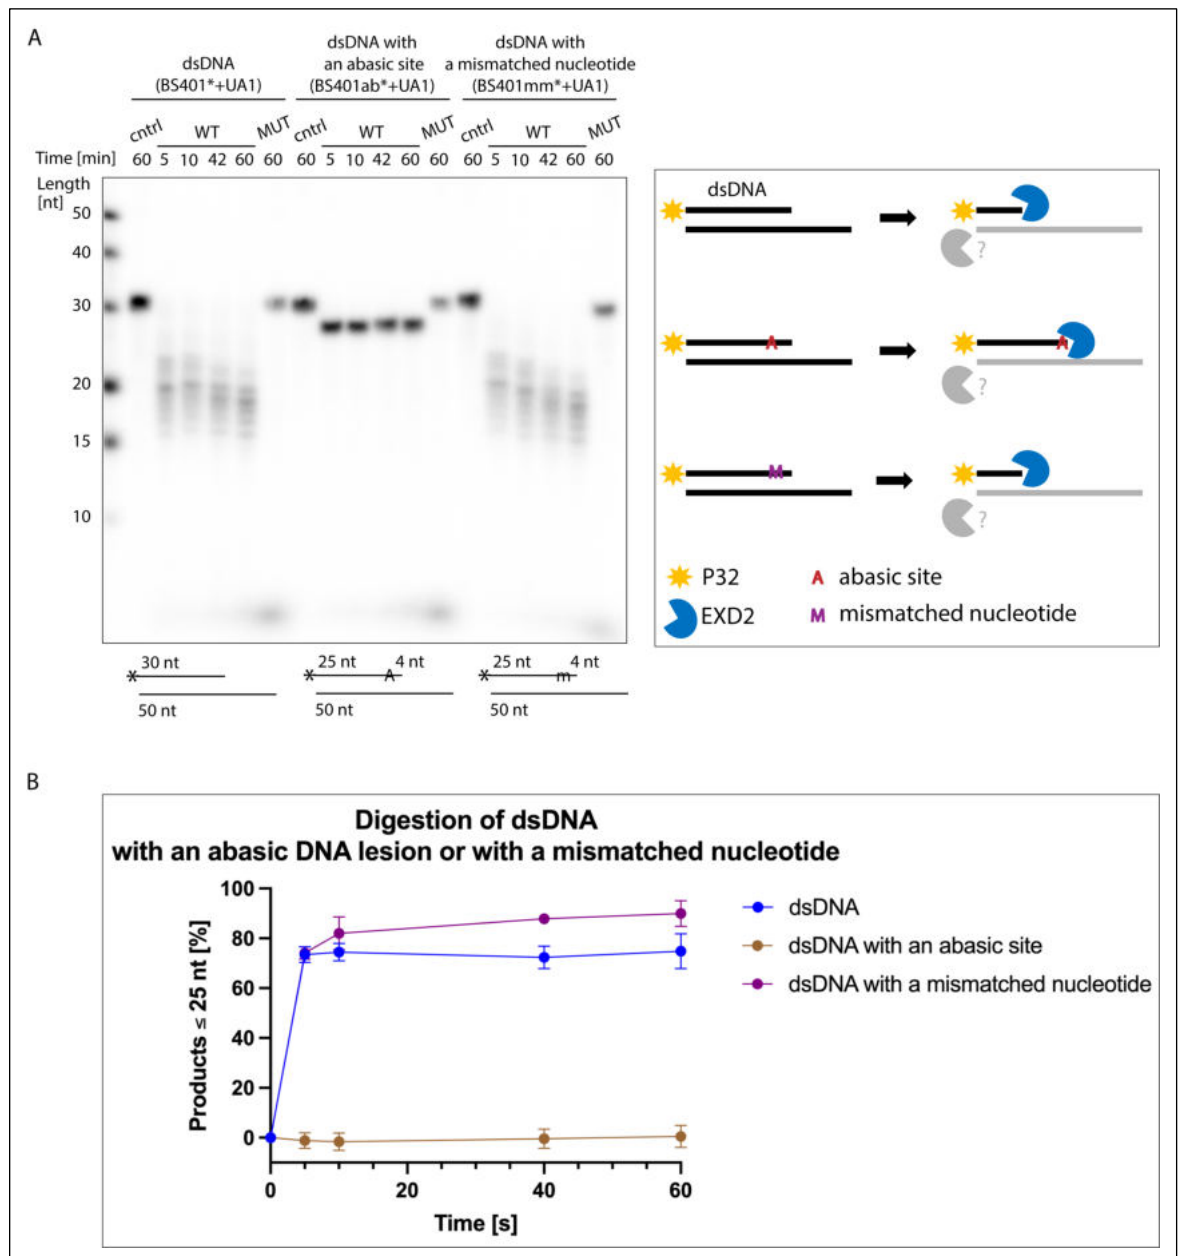 A
dsDNA
(BS401*+UA1)
dsDNA with
an abasic site
(BS401ab*+UA1)
dsDNA with
a mismatched nucleotide
(BS401mm*+UA1)
cntrl WT MUT cntrl WT MUT cntrl WT MUT
Time [min] 60 5 10 42 60 60 60 5 10 42 60 60 60 5 10 42 60 60
Length
[nt]
50
40
30
20
15
10
30 nt
50 nt
25 nt 4 nt
A
50 nt
25 nt 4 nt
m
50 nt
dsDNA
?
A A
?
M
?
P32 A abasic site
EXD2 M mismatched nucleotide
B
Digestion of dsDNA
with an abasic DNA lesion or with a mismatched nucleotide
Products ≤ 25 nt [%]
100
80
60
40
20
0
0 20 40 60
Time [s]
dsDNA
dsDNA with an abasic site
dsDNA with a mismatched nucleotide